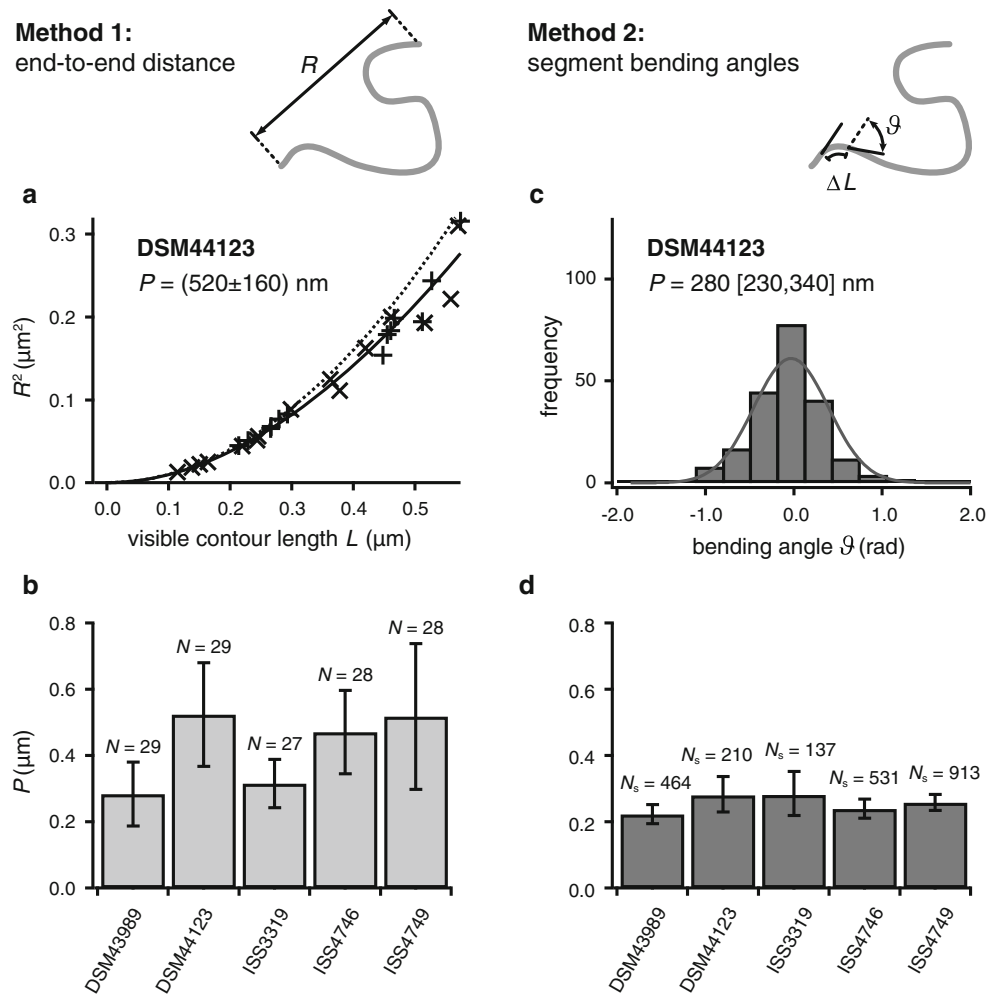 Method 1:
end-to-end distance
R
Method 2:
segment bending angles
ϑ
ΔL
a
DSM44123
P = (520±160) nm
R² (μm²)
0.3
0.2
0.1
0.0
0.0 0.1 0.2 0.3 0.4 0.5
visible contour length L (μm)
c
DSM44123
P = 280 [230,340] nm
frequency
100
50
0
-2.0 -1.0 0.0 1.0 2.0
bending angle ϑ (rad)
b
P (μm)
0.8
0.6
0.4
0.2
0.0
N = 29
N = 29
N = 27
N = 28
N = 28
DSM43989
DSM44123
ISS3319
ISS4746
ISS4749
d
0.8
0.6
0.4
0.2
0.0
Nₛ = 464
Nₛ = 210
Nₛ = 137
Nₛ = 531
Nₛ = 913
DSM43989
DSM44123
ISS3319
ISS4746
ISS4749